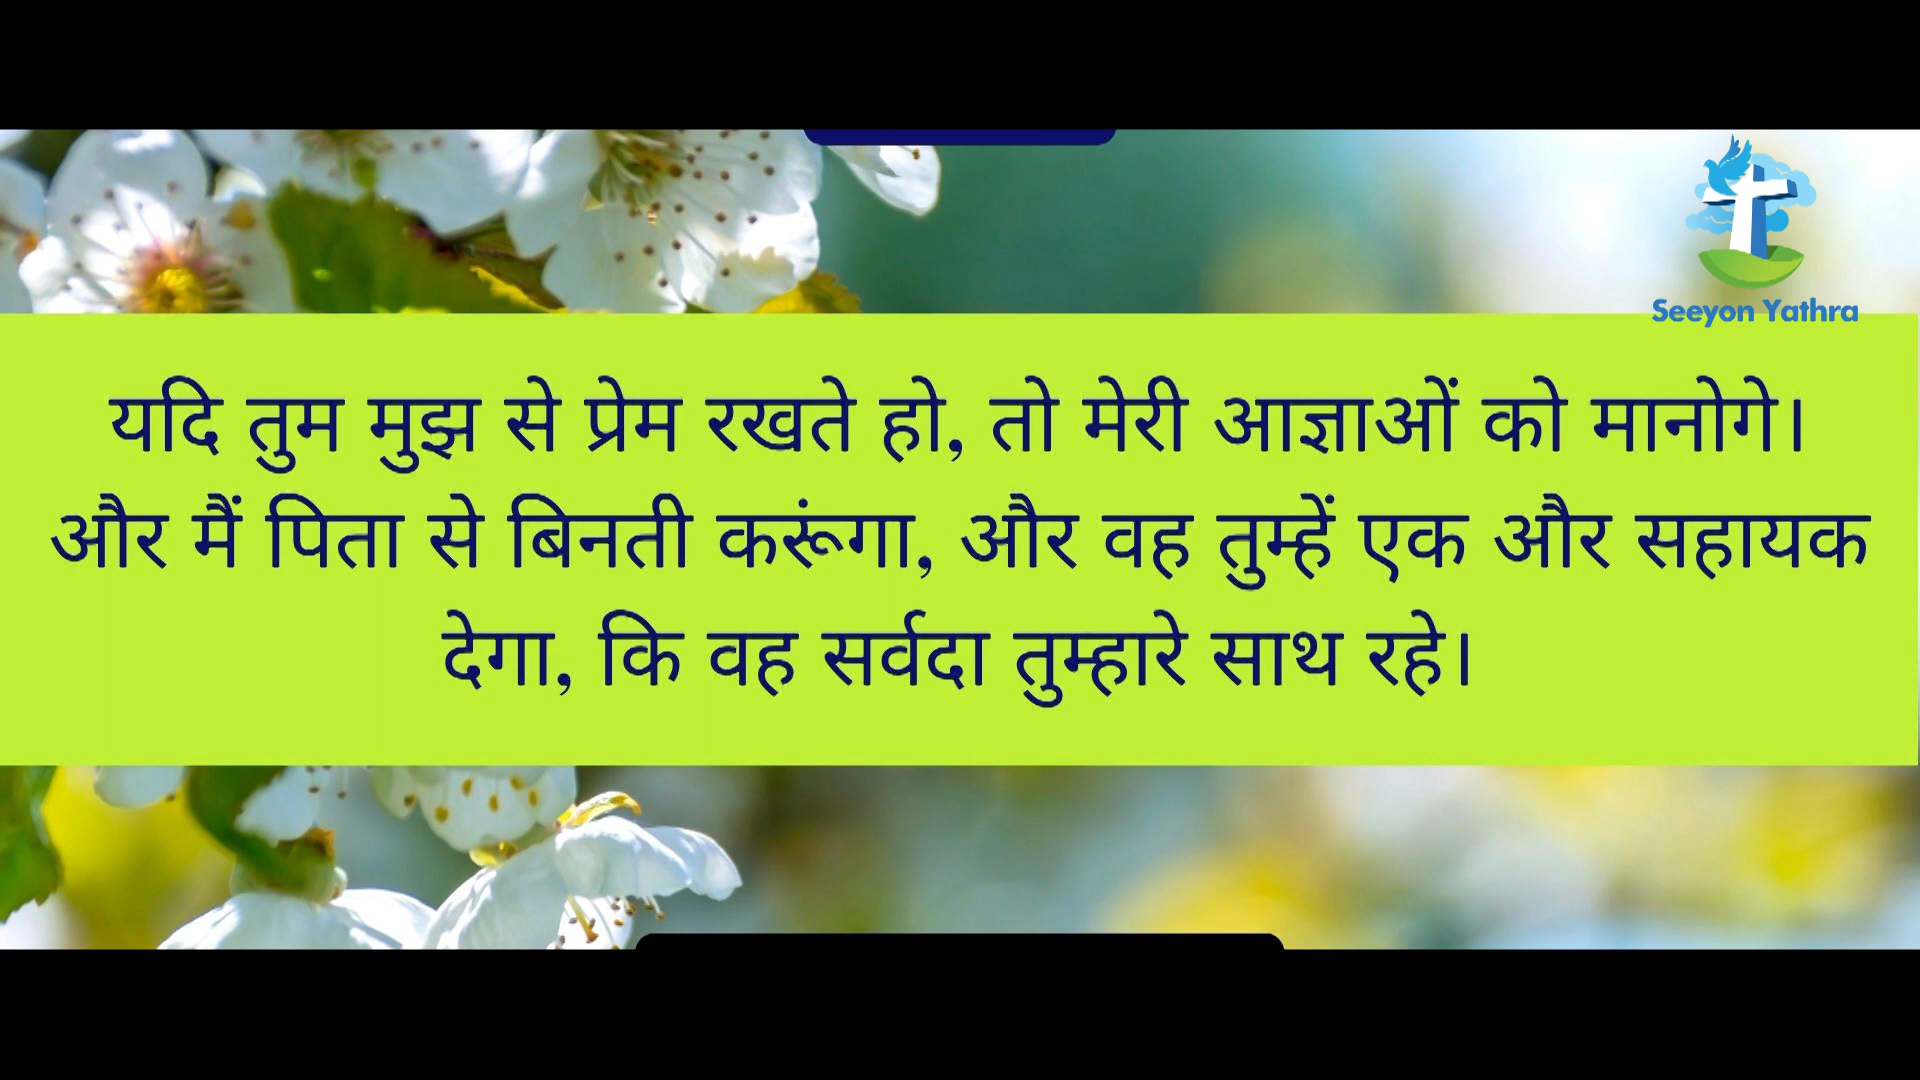 Seeyon Yathra
यदि तुम मुझ से प्रेम रखते हो, तो मेरी आज्ञाओं को मानोगे।
और मैं पिता से बिनती करूंगा, और वह तुम्हें एक और सहायक
देगा, कि वह सर्वदा तुम्हारे साथ रहे।